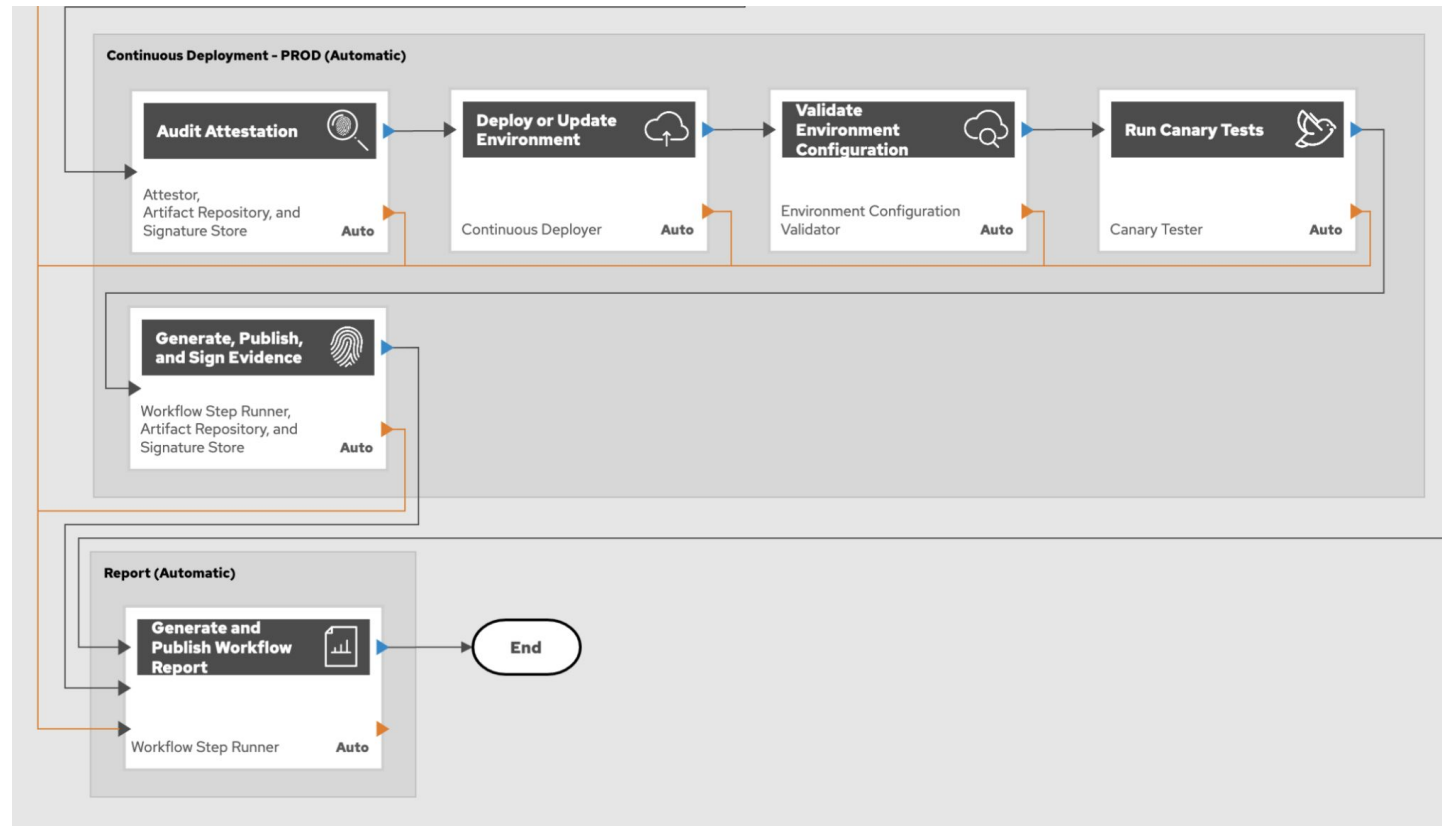 Continuous Deployment - PROD (Automatic)
Audit Attestation
Attestor,
Artifact Repository, and
Signature Store
Auto
Deploy or Update
Environment
Continuous Deployer
Auto
Validate
Environment
Configuration
Environment Configuration
Validator
Auto
Run Canary Tests
Canary Tester
Auto
Generate, Publish,
and Sign Evidence
Workflow Step Runner,
Artifact Repository, and
Signature Store
Auto
Report (Automatic)
Generate and
Publish Workflow
Report
Workflow Step Runner
Auto
End